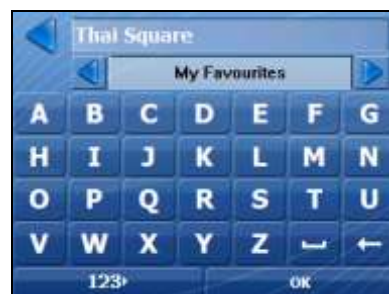 Thai Square
My Favourites
A B C D E F G
H I J K L M N
O P Q R S T U
V W X Y Z
123 OK